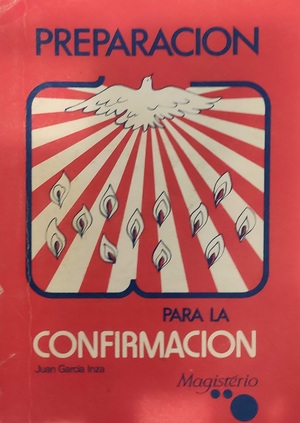 PREPARACION
PARA LA
CONFIRMACION
Juan García Inza
Magisterio